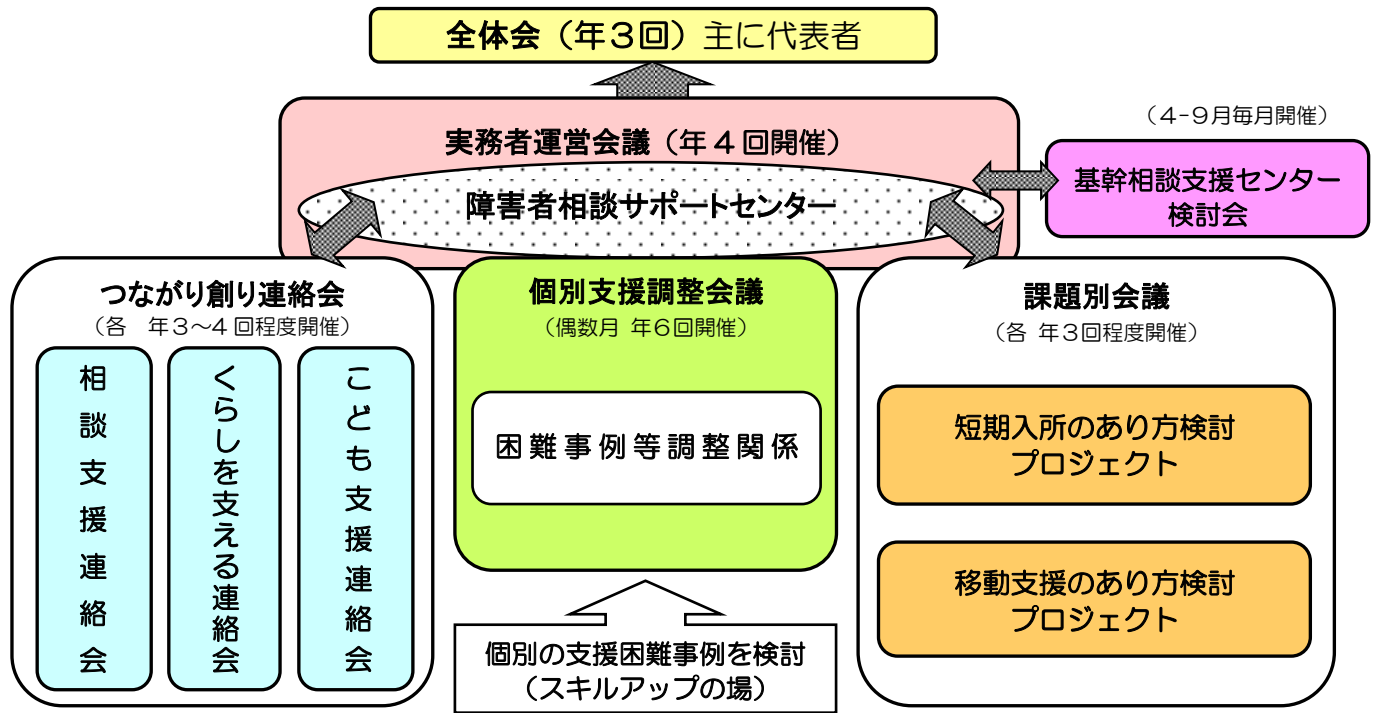 全体会（年３回）主に代表者
（４-９月毎月開催）
実務者運営会議（年４回開催）
障害者相談サポートセンター
基幹相談支援センター
検討会
つながり創り連絡会
（各　年３～４回程度開催）
相談支援連絡会
くらしを支える連絡会
こども支援連絡会
個別支援調整会議
（偶数月 年６回開催）
困難事例等調整関係
個別の支援困難事例を検討
（スキルアップの場）
課題別会議
（各 年３回程度開催）
短期入所のあり方検討
プロジェクト
移動支援のあり方検討
プロジェクト